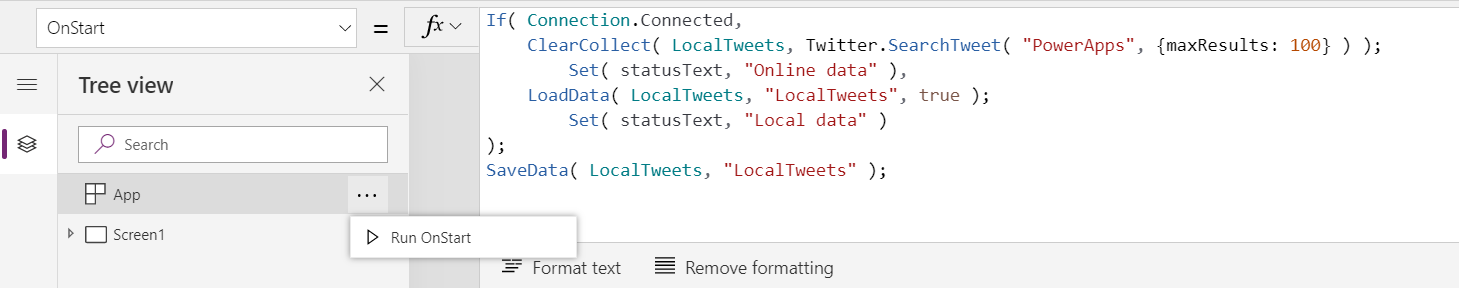 OnStart = fx
If( Connection.Connected,
ClearCollect( LocalTweets, Twitter.SearchTweet( "PowerApps", {maxResults: 100} ) );
Set( statusText, "Online data" ),
LoadData( LocalTweets, "LocalTweets", true );
Set( statusText, "Local data" )
);
SaveData( LocalTweets, "LocalTweets" );
Tree view
Search
App ...
Run OnStart
Screen1
Format text Remove formatting